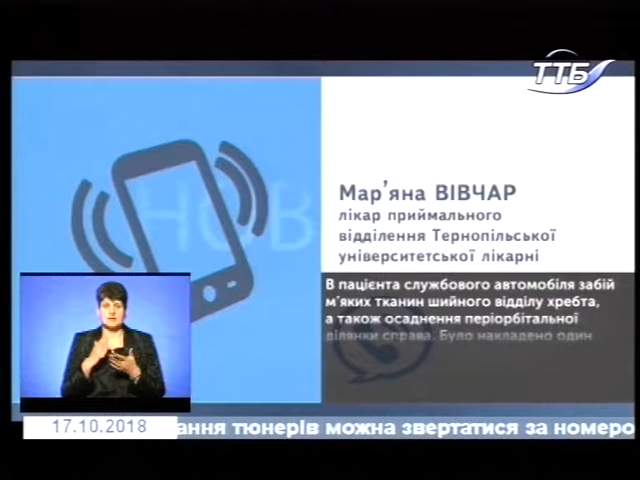 ТТБ
НОВ
Мар’яна ВІВЧАР
лікар приймального
відділення Тернопільської
університетської лікарні
В пацієнта службового автомобіля забій
м’яких тканин шийного відділу хребта,
а також осаднення періорбітальної
ділянки справа. Було накладено один
17.10.2018
ання тюнерів можна звертатися за номеро